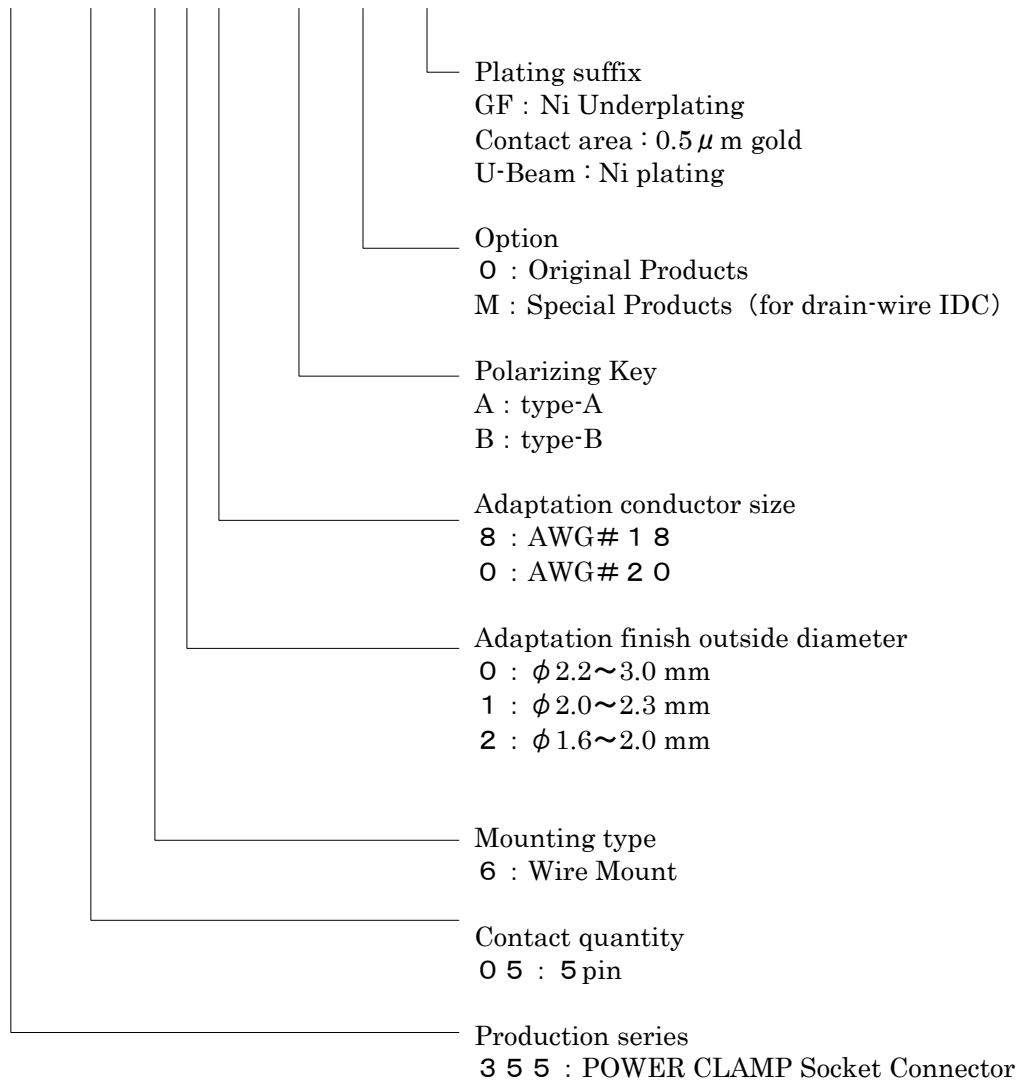 Plating suffix
GF : Ni Underplating
Contact area : 0.5 μ m gold
U-Beam : Ni plating
Option
０ : Original Products
M : Special Products（for drain-wire IDC）
Polarizing Key
A : type-A
B : type-B
Adaptation conductor size
８ : AWG＃１８
０ : AWG＃２０
Adaptation finish outside diameter
０ : φ2.2～3.0 mm
１ : φ2.0～2.3 mm
２ : φ1.6～2.0 mm
Mounting type
６ : Wire Mount
Contact quantity
０５ : ５pin
Production series
３５５ : POWER CLAMP Socket Connector